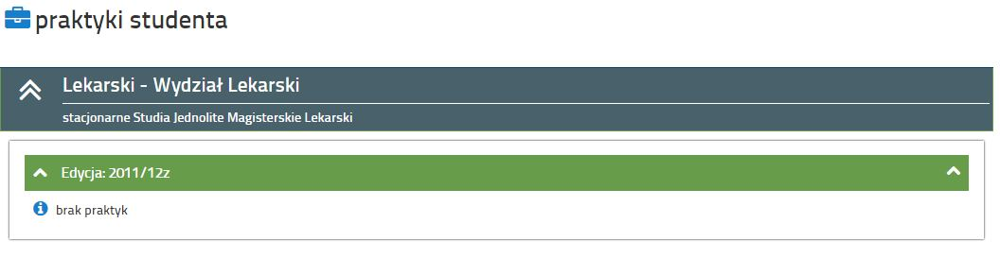 praktyki studenta
Lekarski - Wydział Lekarski
stacjonarne Studia Jednolite Magisterskie Lekarski
Edycja: 2011/12z
brak praktyk